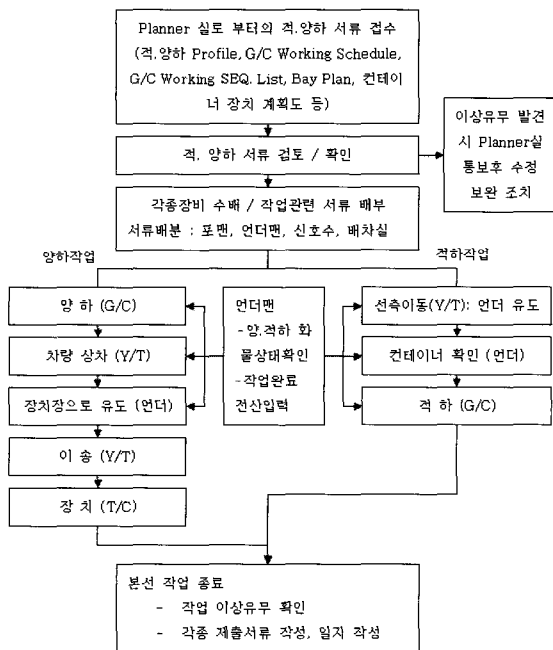 Planner 실로 부터의 적.양하 서류 접수
(적.양하 Profile, G/C Working Schedule,
G/C Working SEQ. List, Bay Plan, 컨테이
너 장치 계획도 등)
적. 양하 서류 검토 / 확인
이상유무 발견
시 Planner실
통보후 수정
보완 조치
각종장비 수배 / 작업관련 서류 배부
서류배분 : 포맨, 언더맨, 신호수, 배차실
양하작업
적하작업
양 하 (G/C)
차량 상차 (Y/T)
장치장으로 유도 (언더)
이 송 (Y/T)
장 치 (T/C)
언더맨
-양.적하 화
물상태확인
-작업완료
전산입력
선측이동(Y/T): 언더 유도
컨테이너 확인 (언더)
적 하 (G/C)
본선 작업 종료
- 작업 이상유무 확인
- 각종 제출서류 작성, 일지 작성